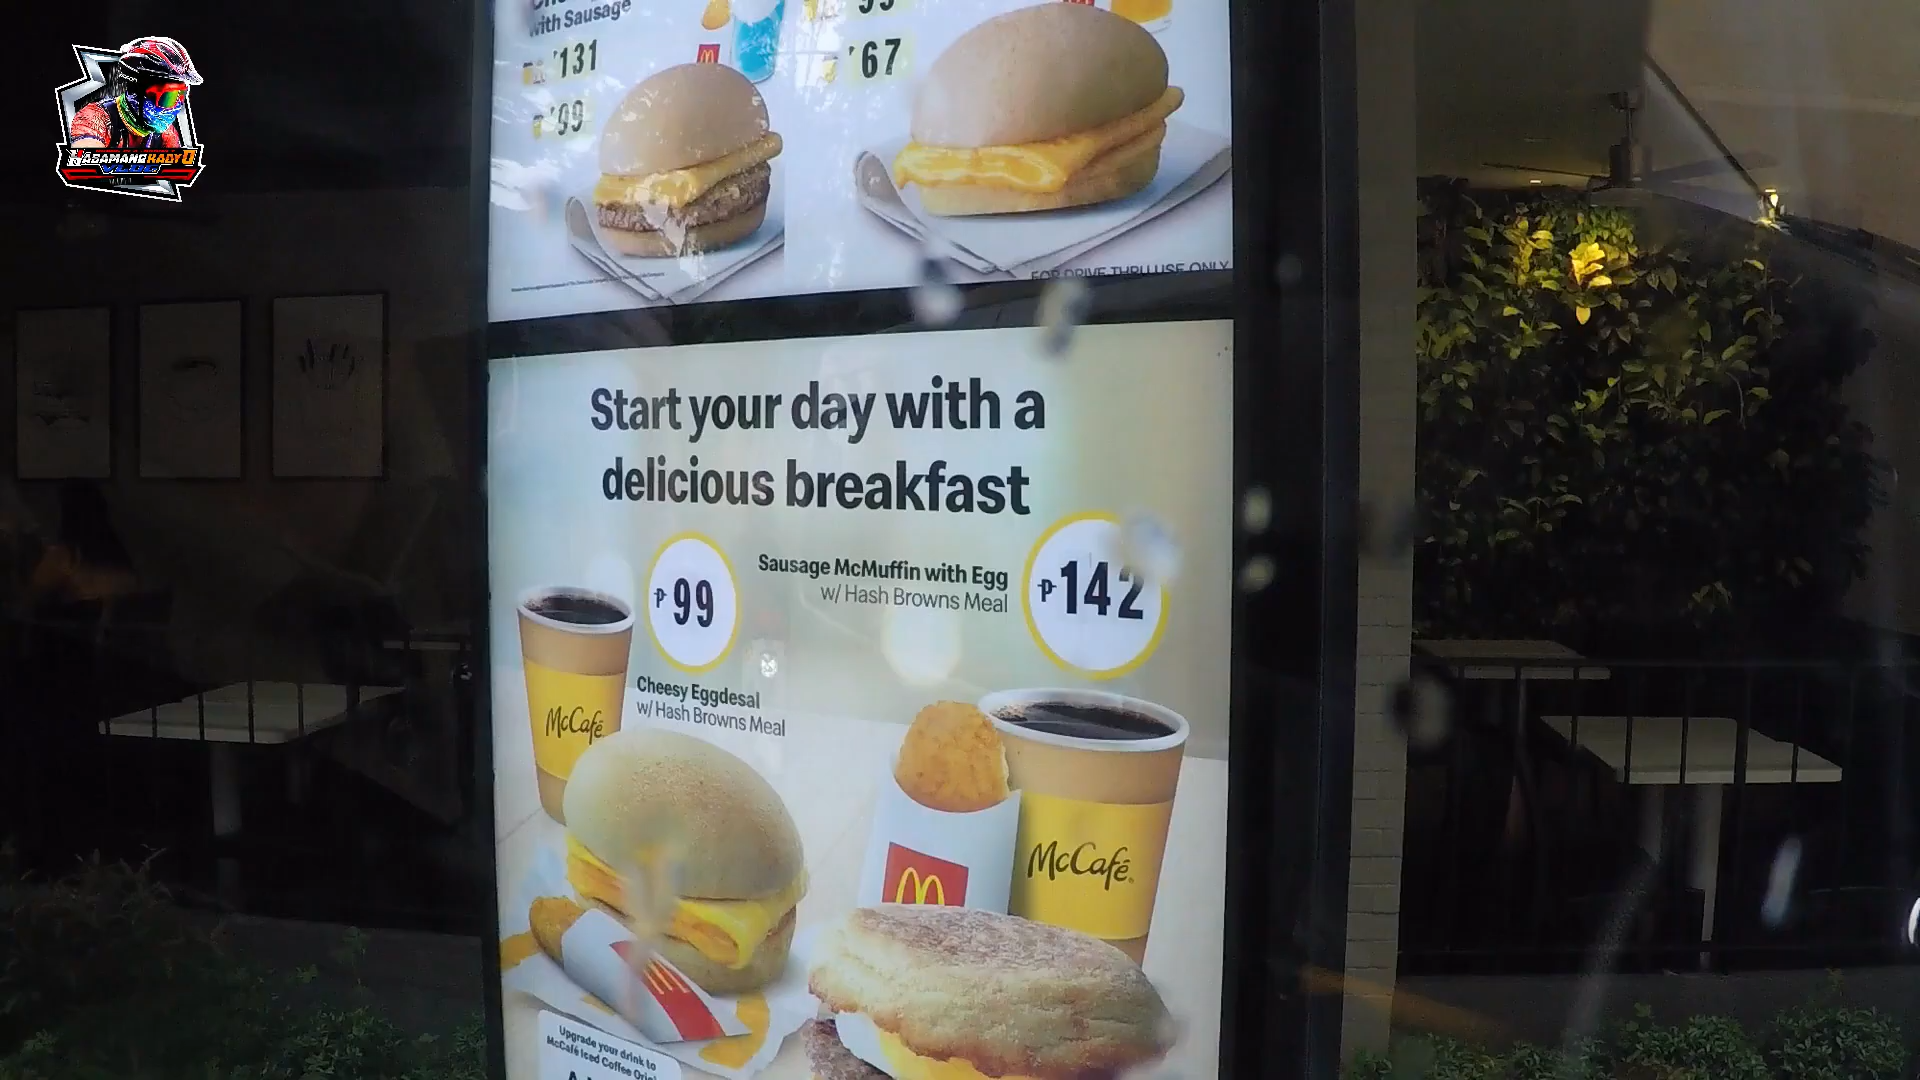 with Sausage
₱131
₱99
₱67
FOR DRIVE THRU USE ONLY
Start your day with a
delicious breakfast
₱99
Cheesy Eggdesal
w/ Hash Browns Meal
Sausage McMuffin with Egg
w/ Hash Browns Meal
₱142
McCafé
McCafé
Upgrade your drink to
McCafé Iced Coffee